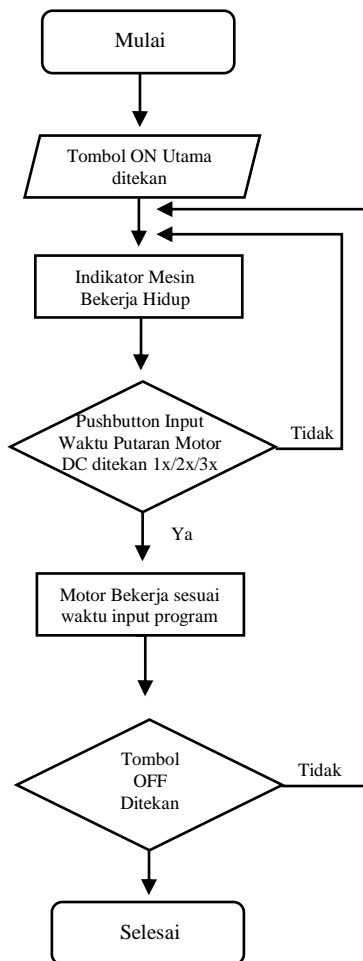 Mulai
Tombol ON Utama
ditekan
Indikator Mesin
Bekerja Hidup
Pushbutton Input
Waktu Putaran Motor
DC ditekan 1x/2x/3x
Tidak
Ya
Motor Bekerja sesuai
waktu input program
Tombol
OFF
Ditekan
Tidak
Selesai